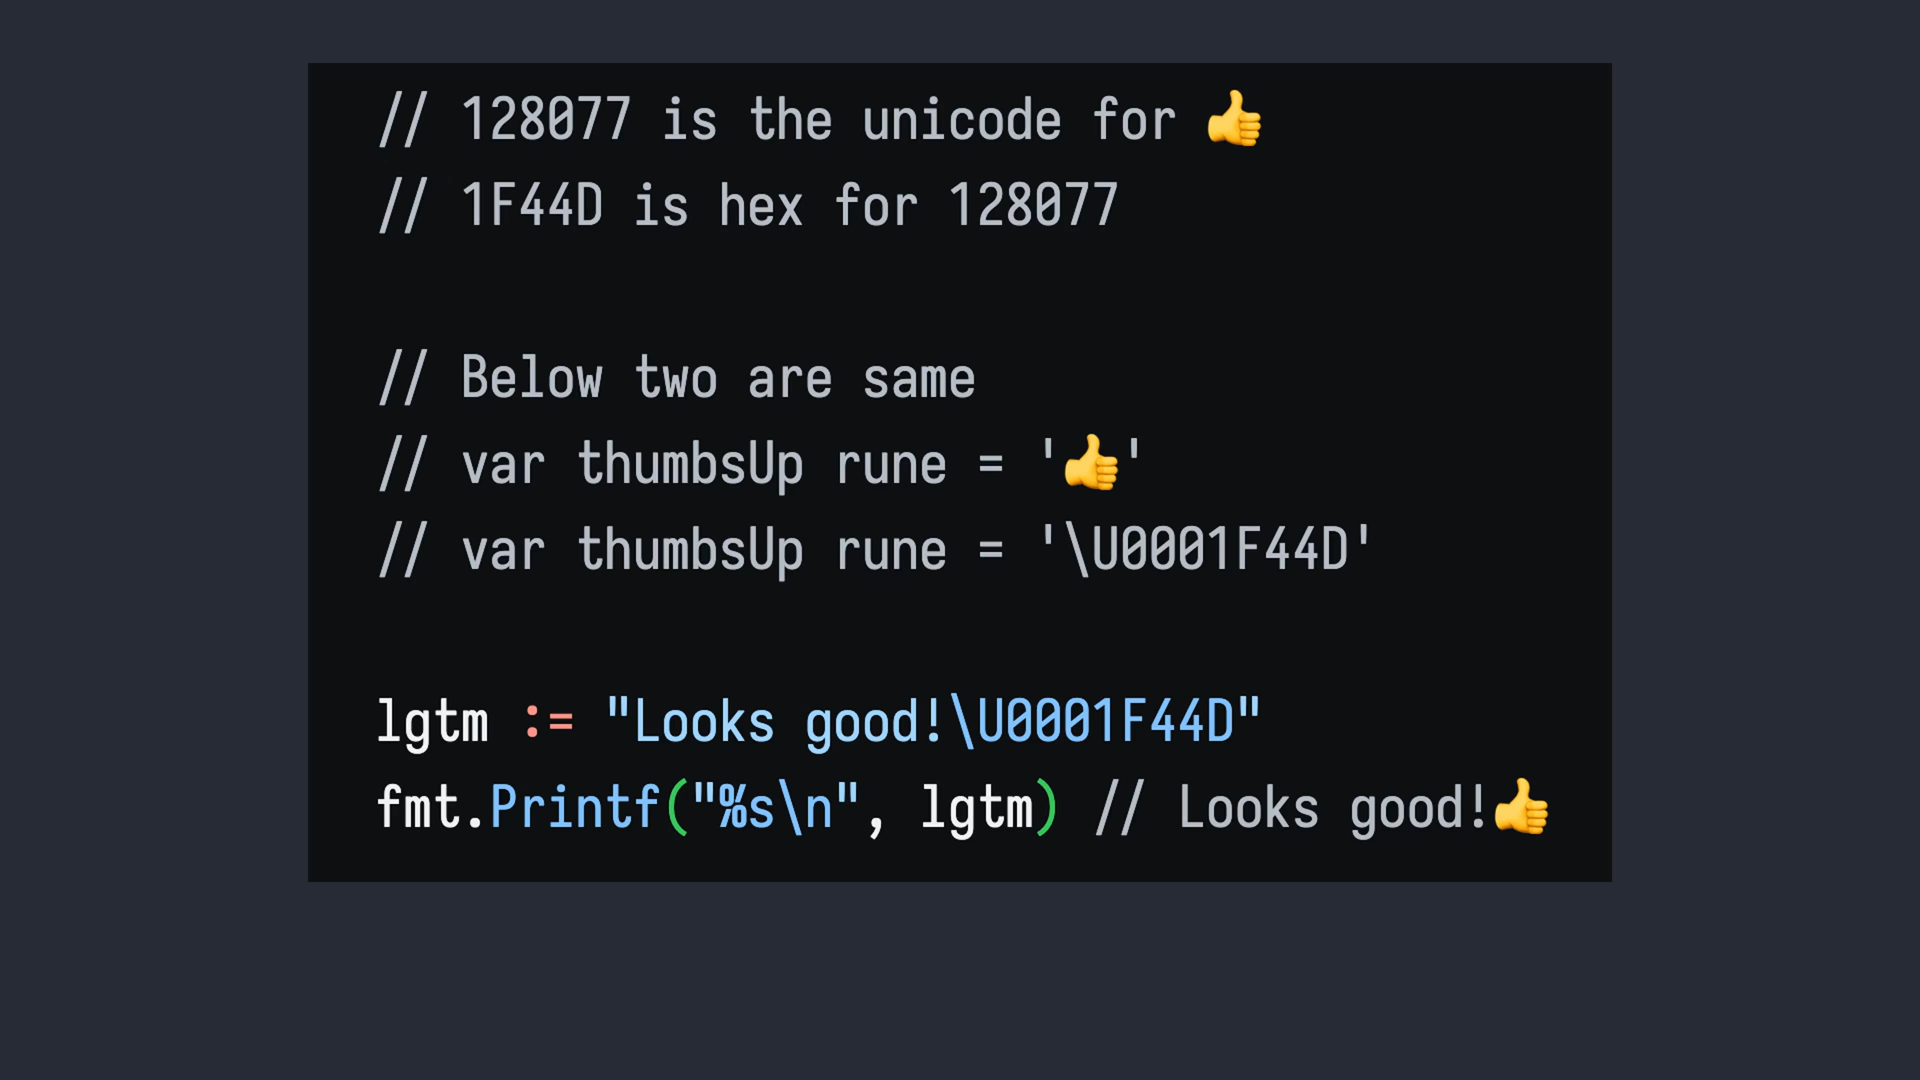 // 128077 is the unicode for 👍
// 1F44D is hex for 128077
// Below two are same
// var thumbsUp rune = '👍'
// var thumbsUp rune = '\U0001F44D'
lgtm := "Looks good!\U0001F44D"
fmt.Printf("%s\n", lgtm) // Looks good!👍